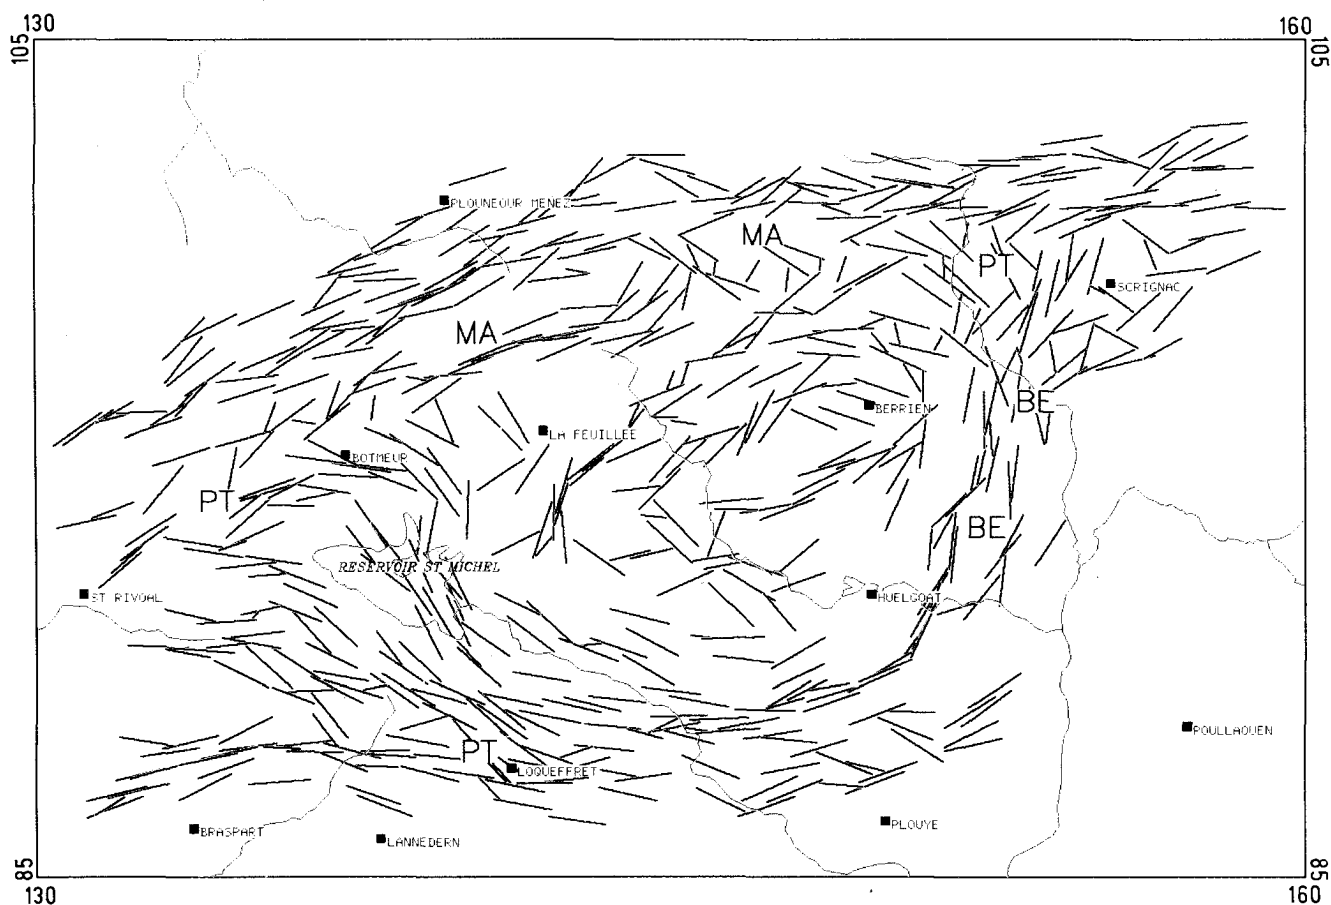 130 160
105 105
PLOUNEOUR MENEZ
MA
PT
SCRIGNAC
MA
BE
BERRIEN
LA FEUILLEE
BOTMEUR
PT
BE
RESERVOIR ST MICHEL
ST RIVOAL
HUELGOAT
POULLAOUEN
PT
LOQUEFFRET
PLOUYE
BRASPART
LANNEDERN
85 85
130 160